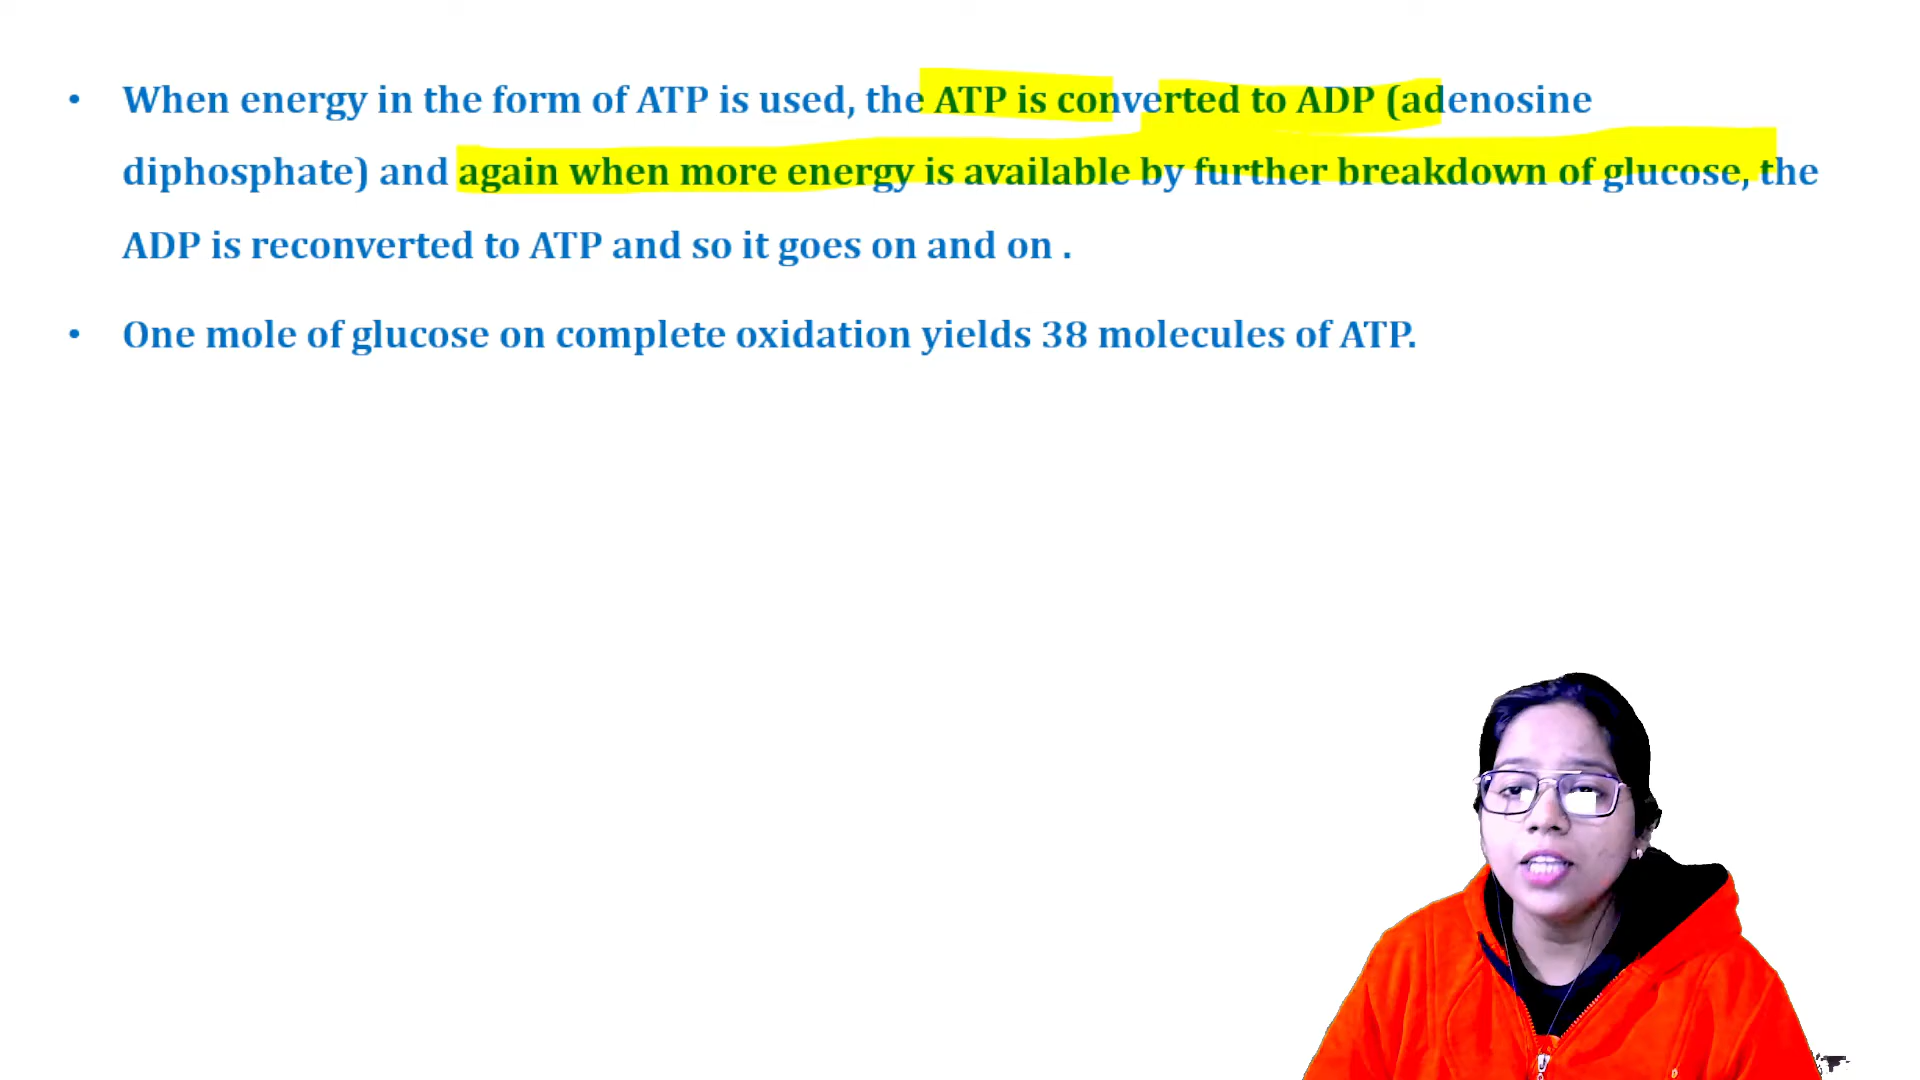 • When energy in the form of ATP is used, the ATP is converted to ADP (adenosine
diphosphate) and again when more energy is available by further breakdown of glucose, the
ADP is reconverted to ATP and so it goes on and on .
• One mole of glucose on complete oxidation yields 38 molecules of ATP.